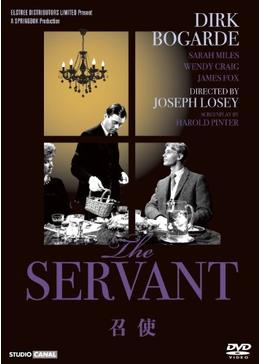 ELSTREE DISTRIBUTORS LIMITED Present
A SPRINGBOK Production
DIRK
BOGARDE
SARAH MILES
WENDY CRAIG
JAMES FOX
DIRECTED BY
JOSEPH LOSEY
SCREENPLAY BY
HAROLD PINTER
The
SERVANT
召使
STUDIO CANAL
DVD
VIDEO